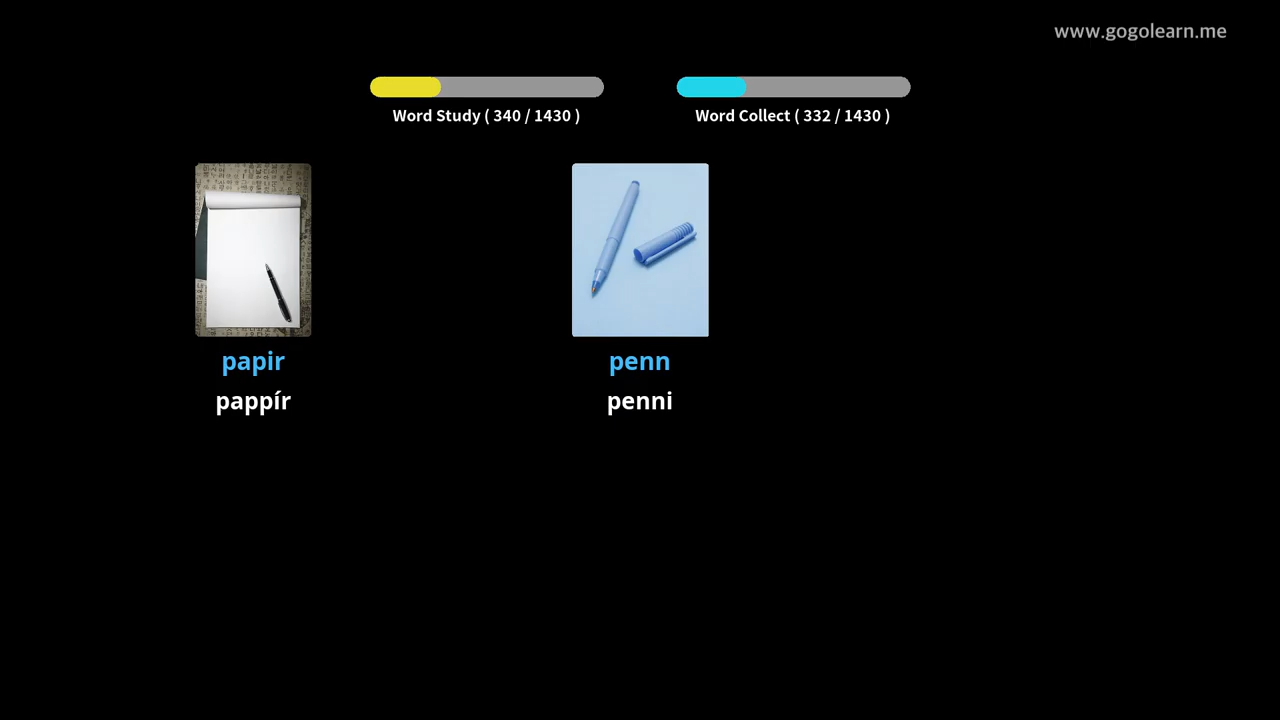 www.gogolearn.me
Word Study ( 340 / 1430 )
Word Collect ( 332 / 1430 )
papir
pappír
penn
penni